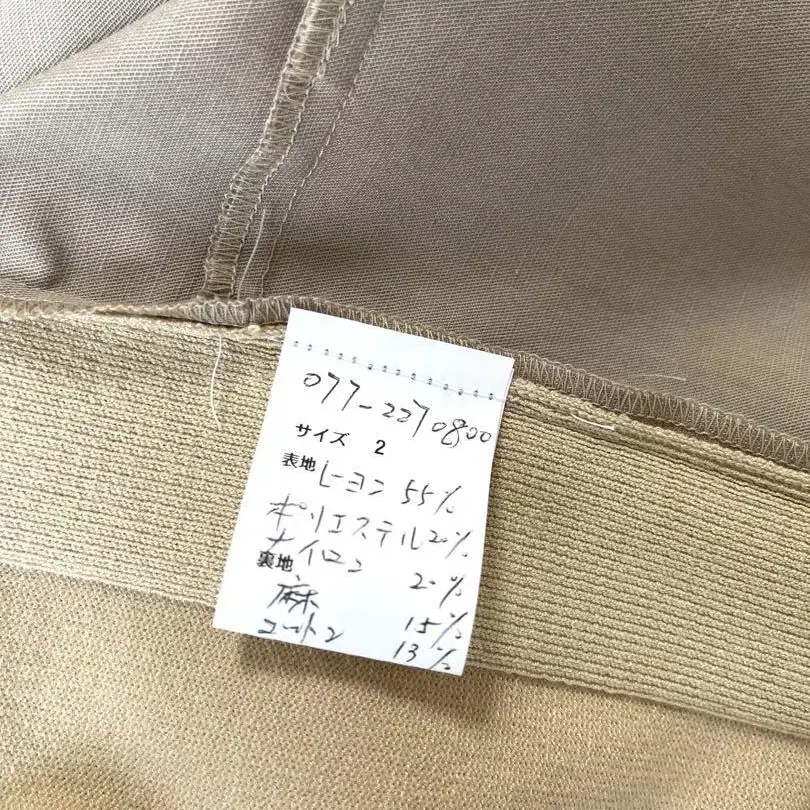 077-2270800
サイズ 2
表地 レーヨン 55%
ポリエステル 20%
ナイロン 20%
裏地
麻 15%
コットン 13%